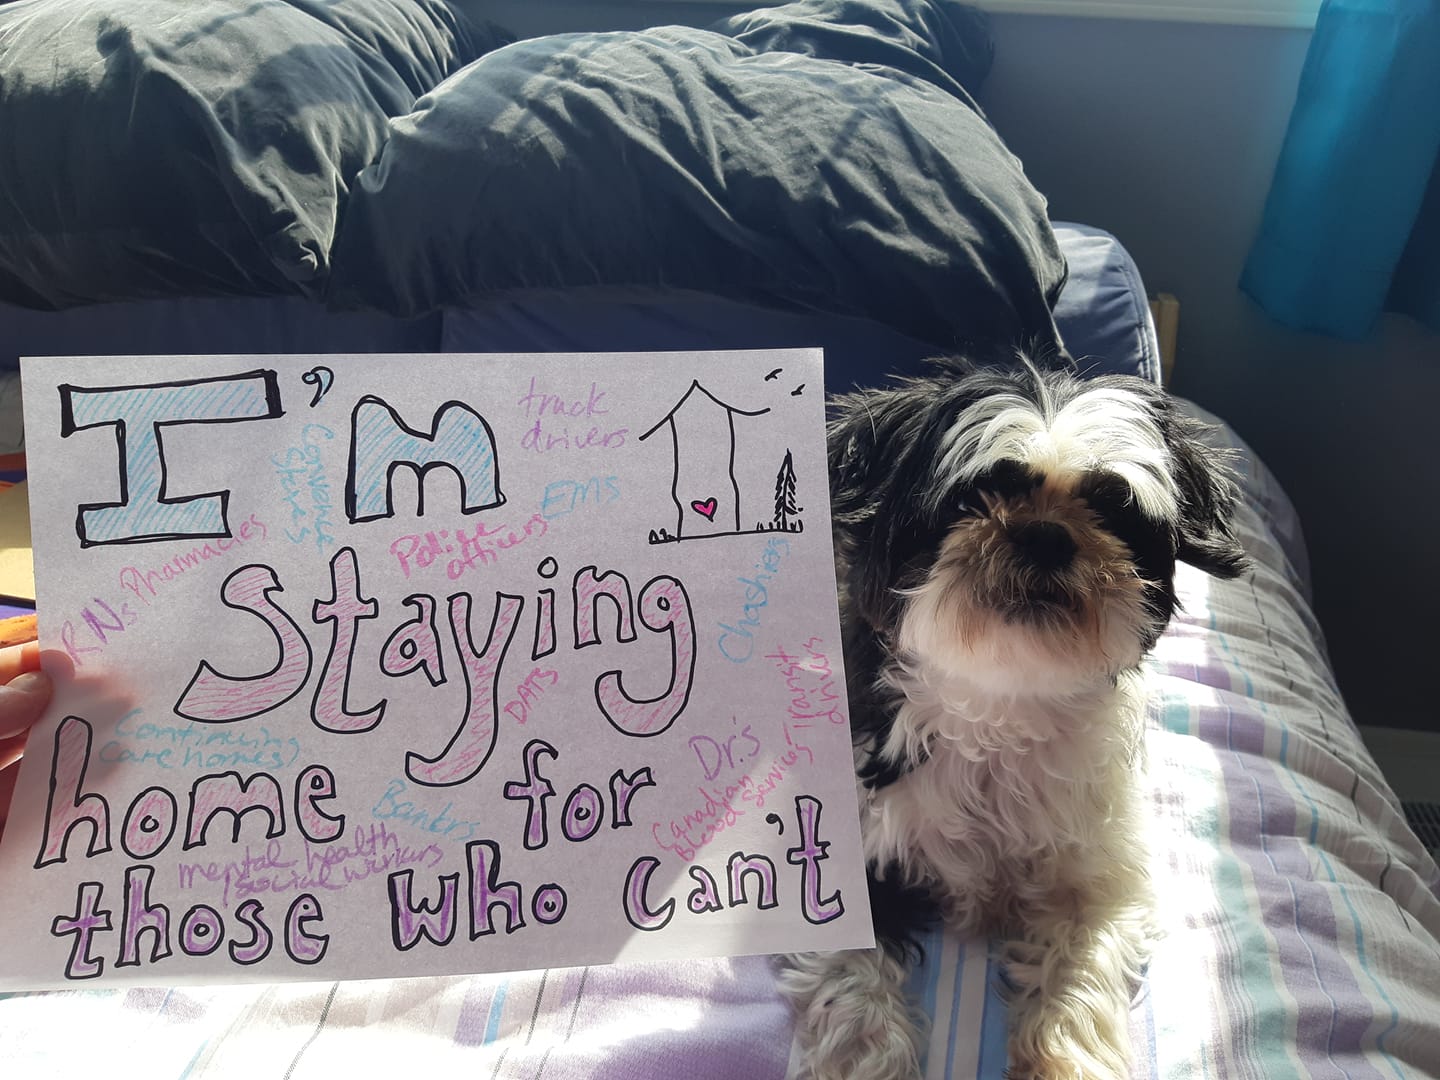 I'm
truck
drivers
Convenience
stores
EMS
Police
officers
Pharmacies
RNs
Staying
Chashiers
Transit
drivers
DATS
Continuing
care homes
home for
Dr.'s
Canadian
blood services
Bankers
mental health
social workers
those who can't